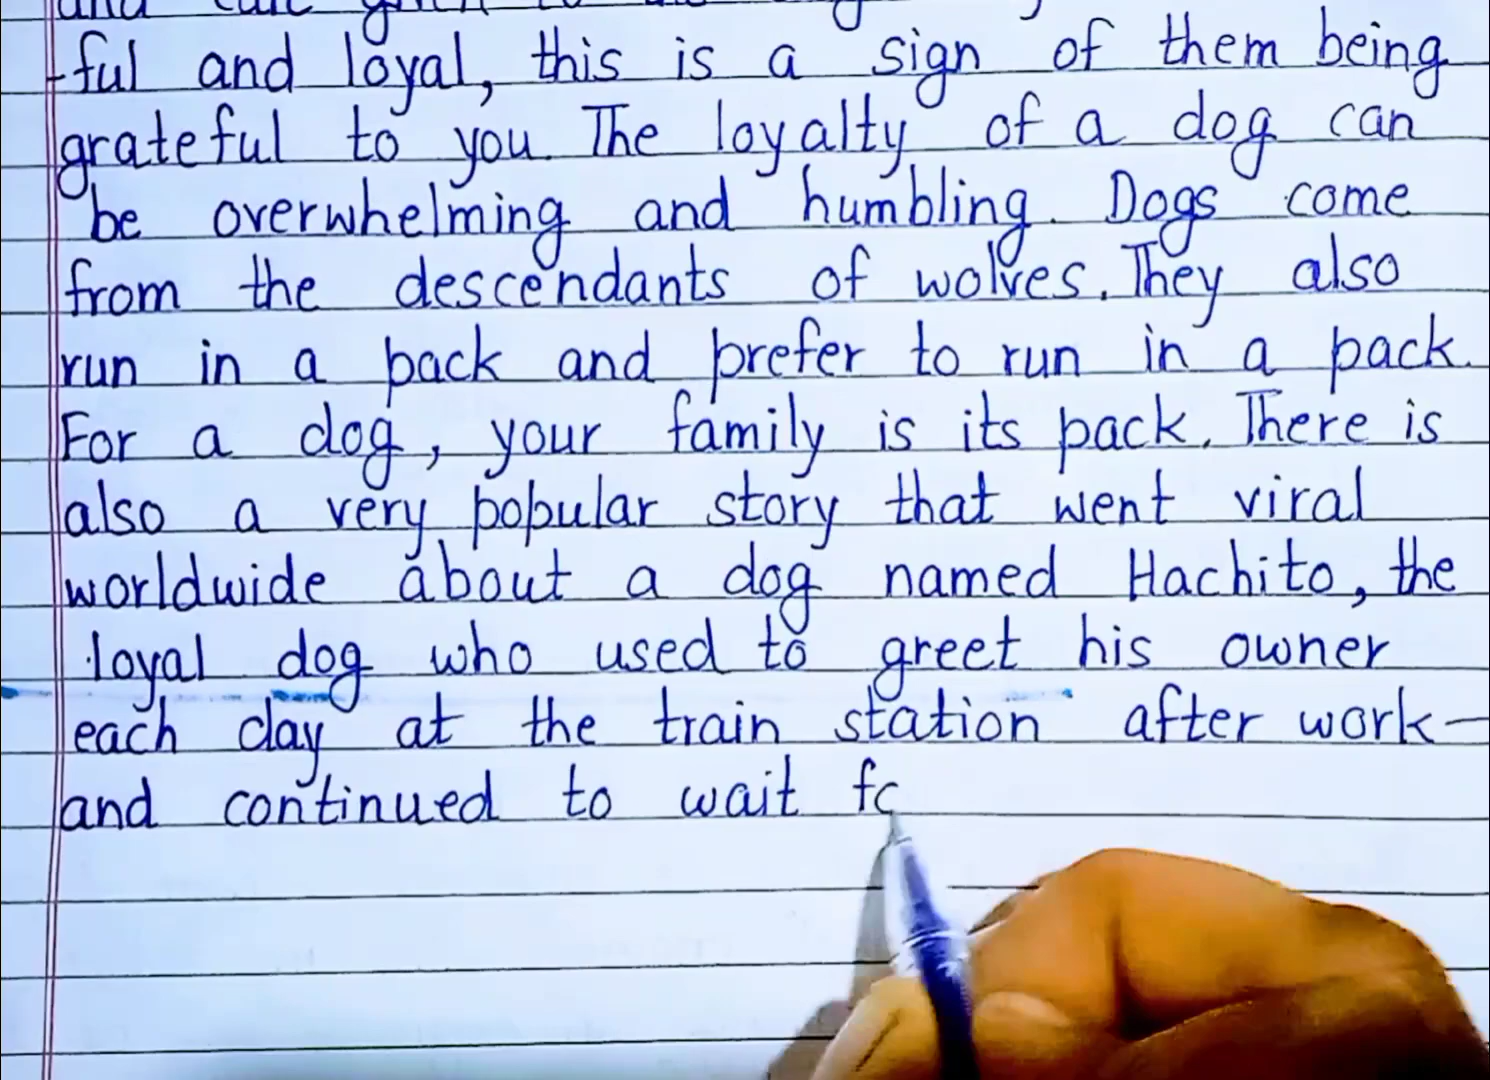 -ful and loyal, this is a sign of them being
grateful to you. The loyalty of a dog can
be overwhelming and humbling. Dogs come
from the descendants of wolves. They also
run in a pack and prefer to run in a pack.
For a dog, your family is its pack. There is
also a very popular story that went viral
worldwide about a dog named Hachito, the
loyal dog who used to greet his owner
each day at the train station after work—
and continued to wait fo